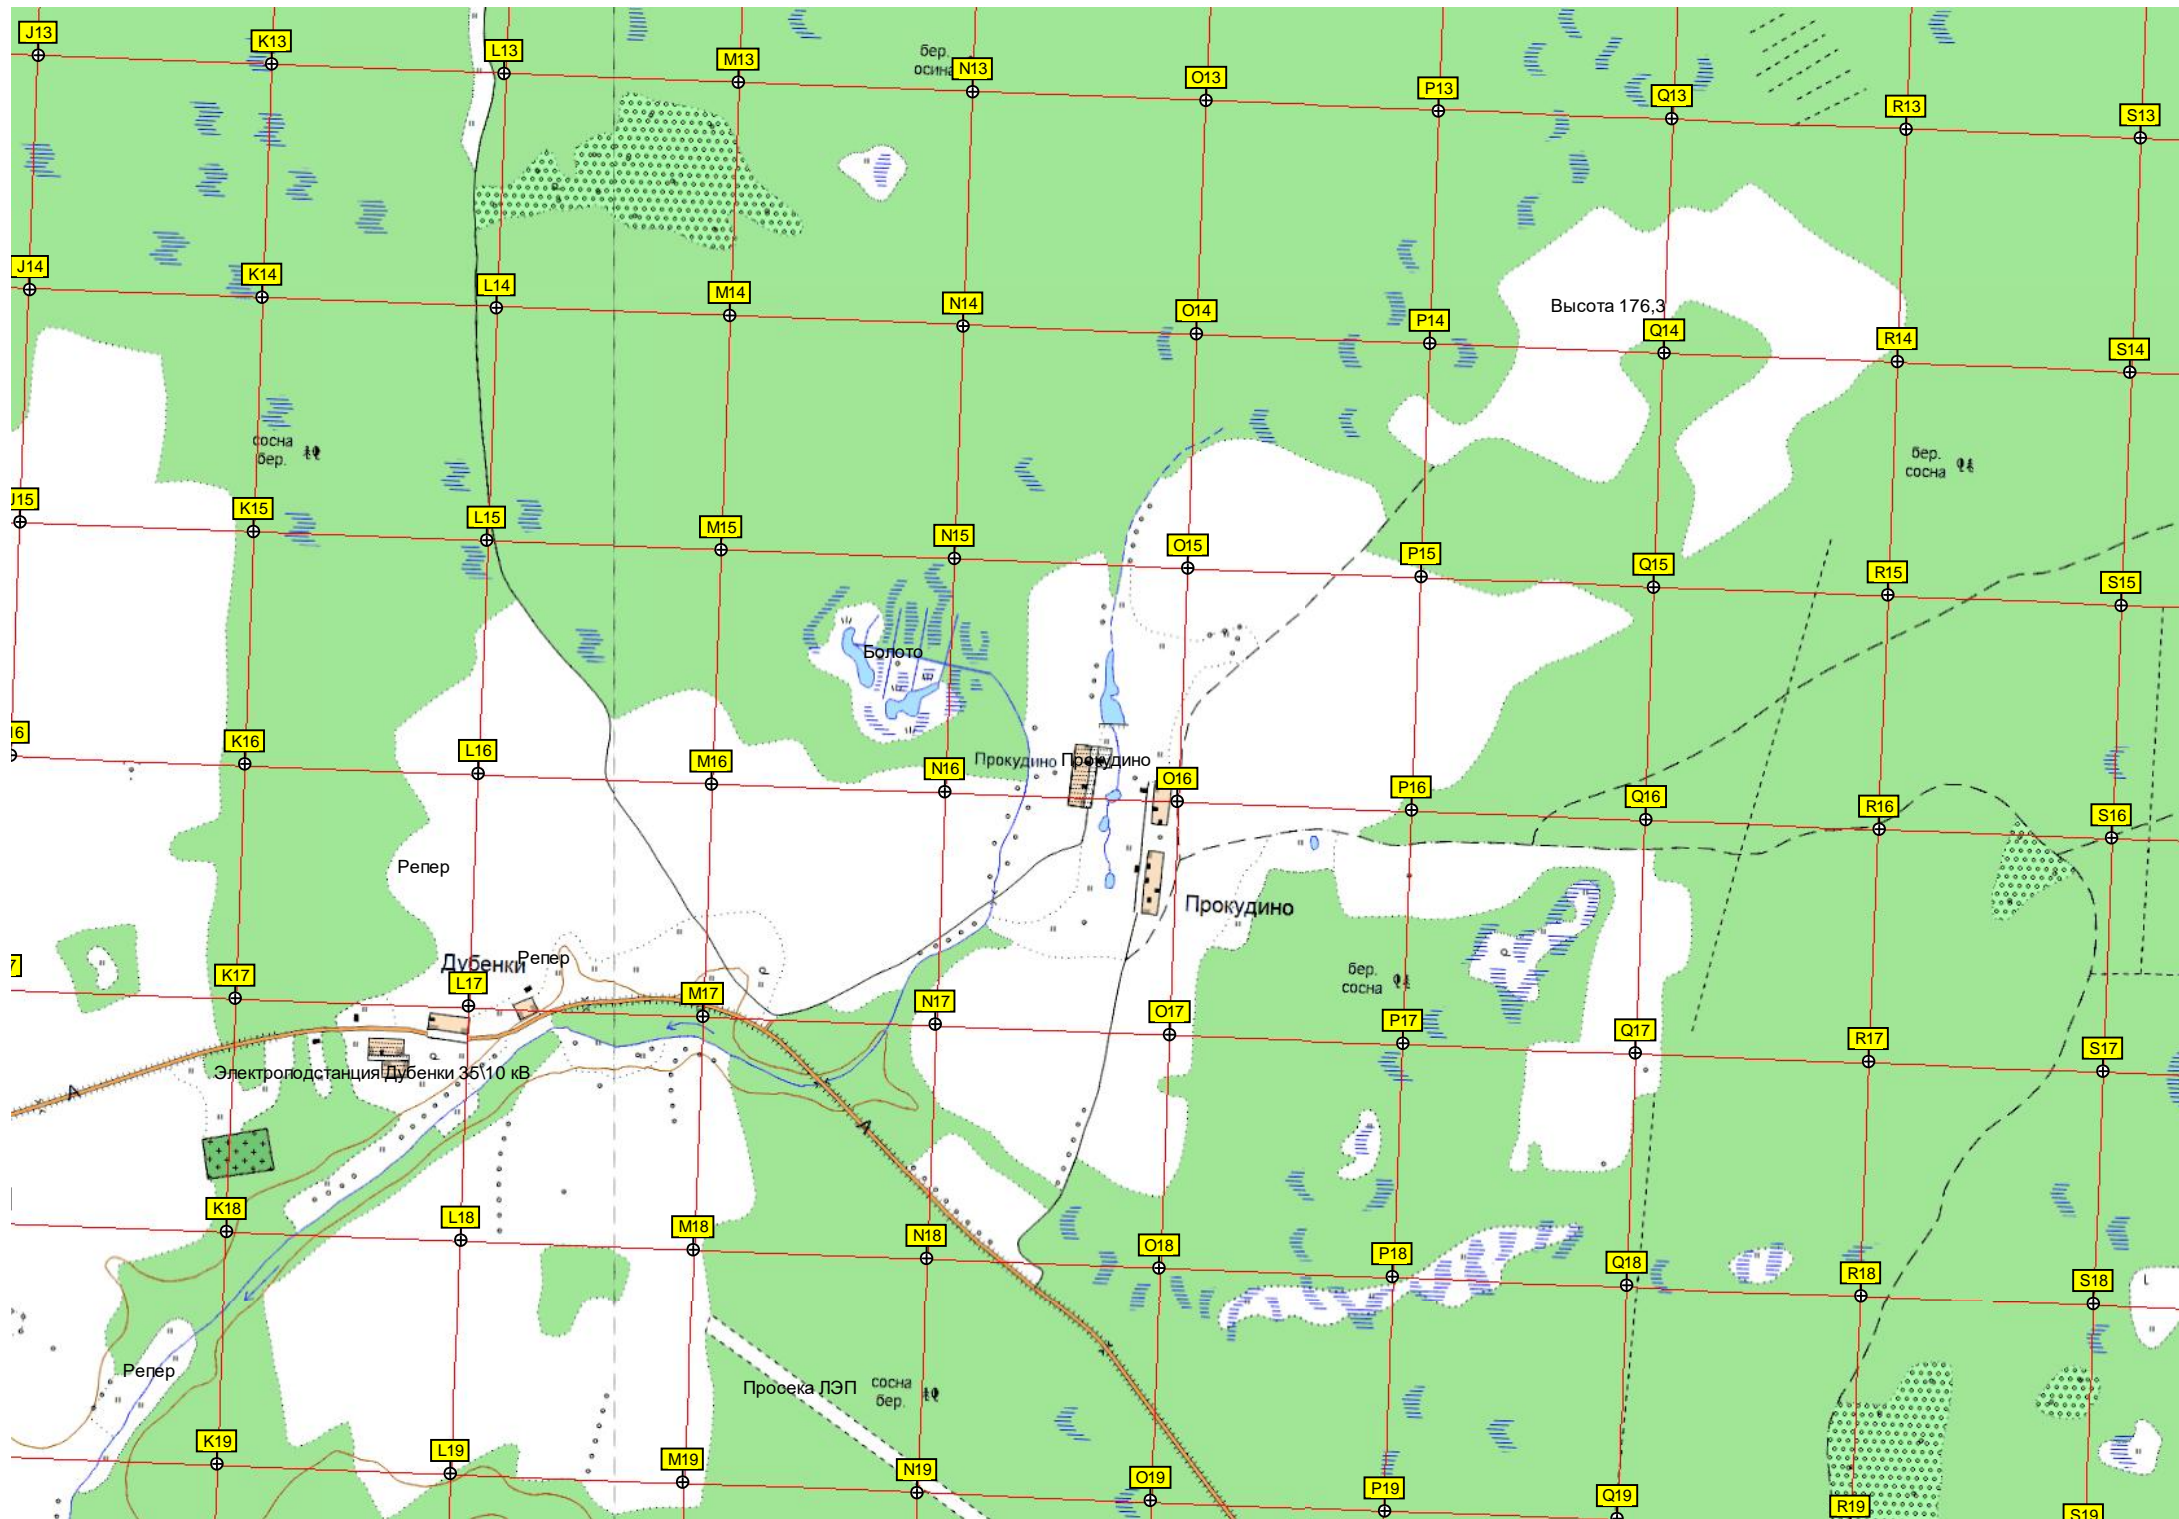 J13
K13
L13
M13
бер.
осина
N13
O13
P13
Q13
R13
S13
J14
K14
L14
M14
N14
O14
Высота 176,3
P14
Q14
R14
S14
сосна
бер.
бер.
сосна
J15
K15
L15
M15
N15
O15
P15
Q15
R15
S15
Болото
16
K16
L16
M16
N16
Прокудино
Прокудино
O16
P16
Q16
R16
S16
Репер
Прокудино
Дубенки
Репер
бер.
сосна
7
K17
L17
M17
N17
O17
P17
Q17
R17
S17
Электроподстанция Дубенки 35\10 кВ
А
А
K18
L18
M18
N18
O18
P18
Q18
R18
S18
Репер
Просека ЛЭП
сосна
бер.
K19
L19
M19
N19
O19
P19
Q19
R19
S19